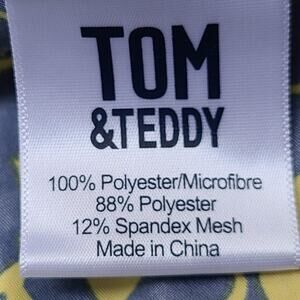 TOM
&TEDDY
100% Polyester/Microfibre
88% Polyester
12% Spandex Mesh
Made in China